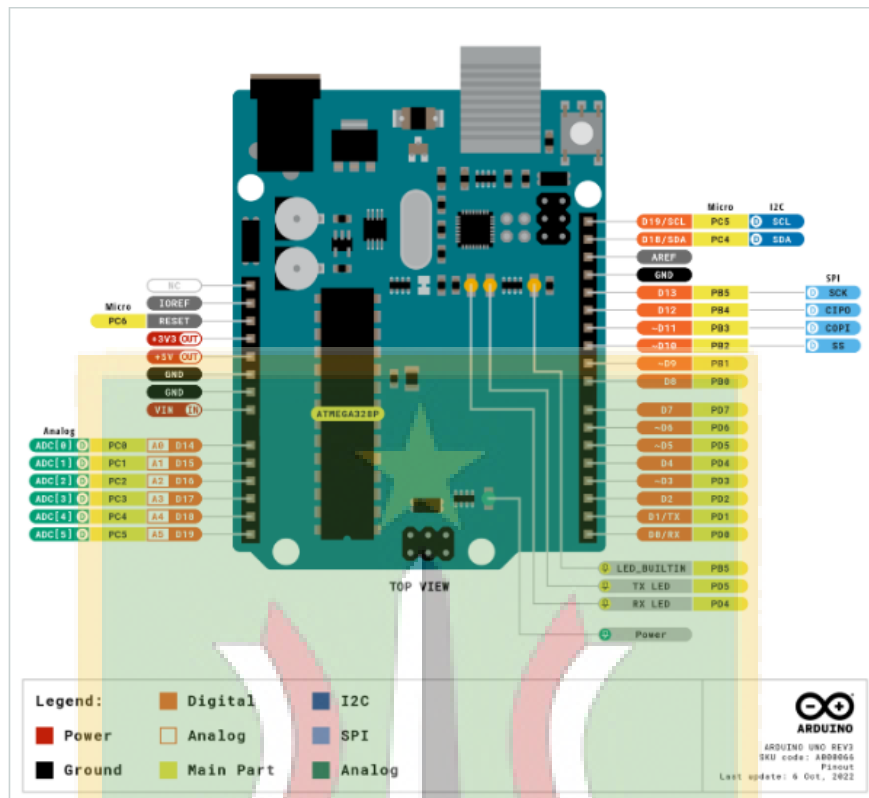 Micro I2C
D19/SCL PC5 D SCL
D18/SDA PC4 D SDA
AREF
GND
SPI
D13 PB5 D SCK
D12 PB4 D CIPO
~D11 PB3 D COPI
~D10 PB2 D SS
~D9 PB1
D8 PB0
D7 PD7
~D6 PD6
~D5 PD5
D4 PD4
~D3 PD3
D2 PD2
D1/TX PD1
D0/RX PD0
NC
IOREF
Micro
PC6 RESET
+3V3 OUT
+5V OUT
GND
GND
VIN IN
Analog
ADC[0] D PC0 A0 D14
ADC[1] D PC1 A1 D15
ADC[2] D PC2 A2 D16
ADC[3] D PC3 A3 D17
ADC[4] D PC4 A4 D18
ADC[5] D PC5 A5 D19
ATMEGA328P
LED_BUILTIN PB5
TX LED PD5
RX LED PD4
Power
TOP VIEW
Legend:
Power
Ground
Digital
Analog
Main Part
I2C
SPI
Analog
ARDUINO
ARDUINO UNO REV3
SKU code: A000066
Pinout
Last update: 6 Oct, 2022